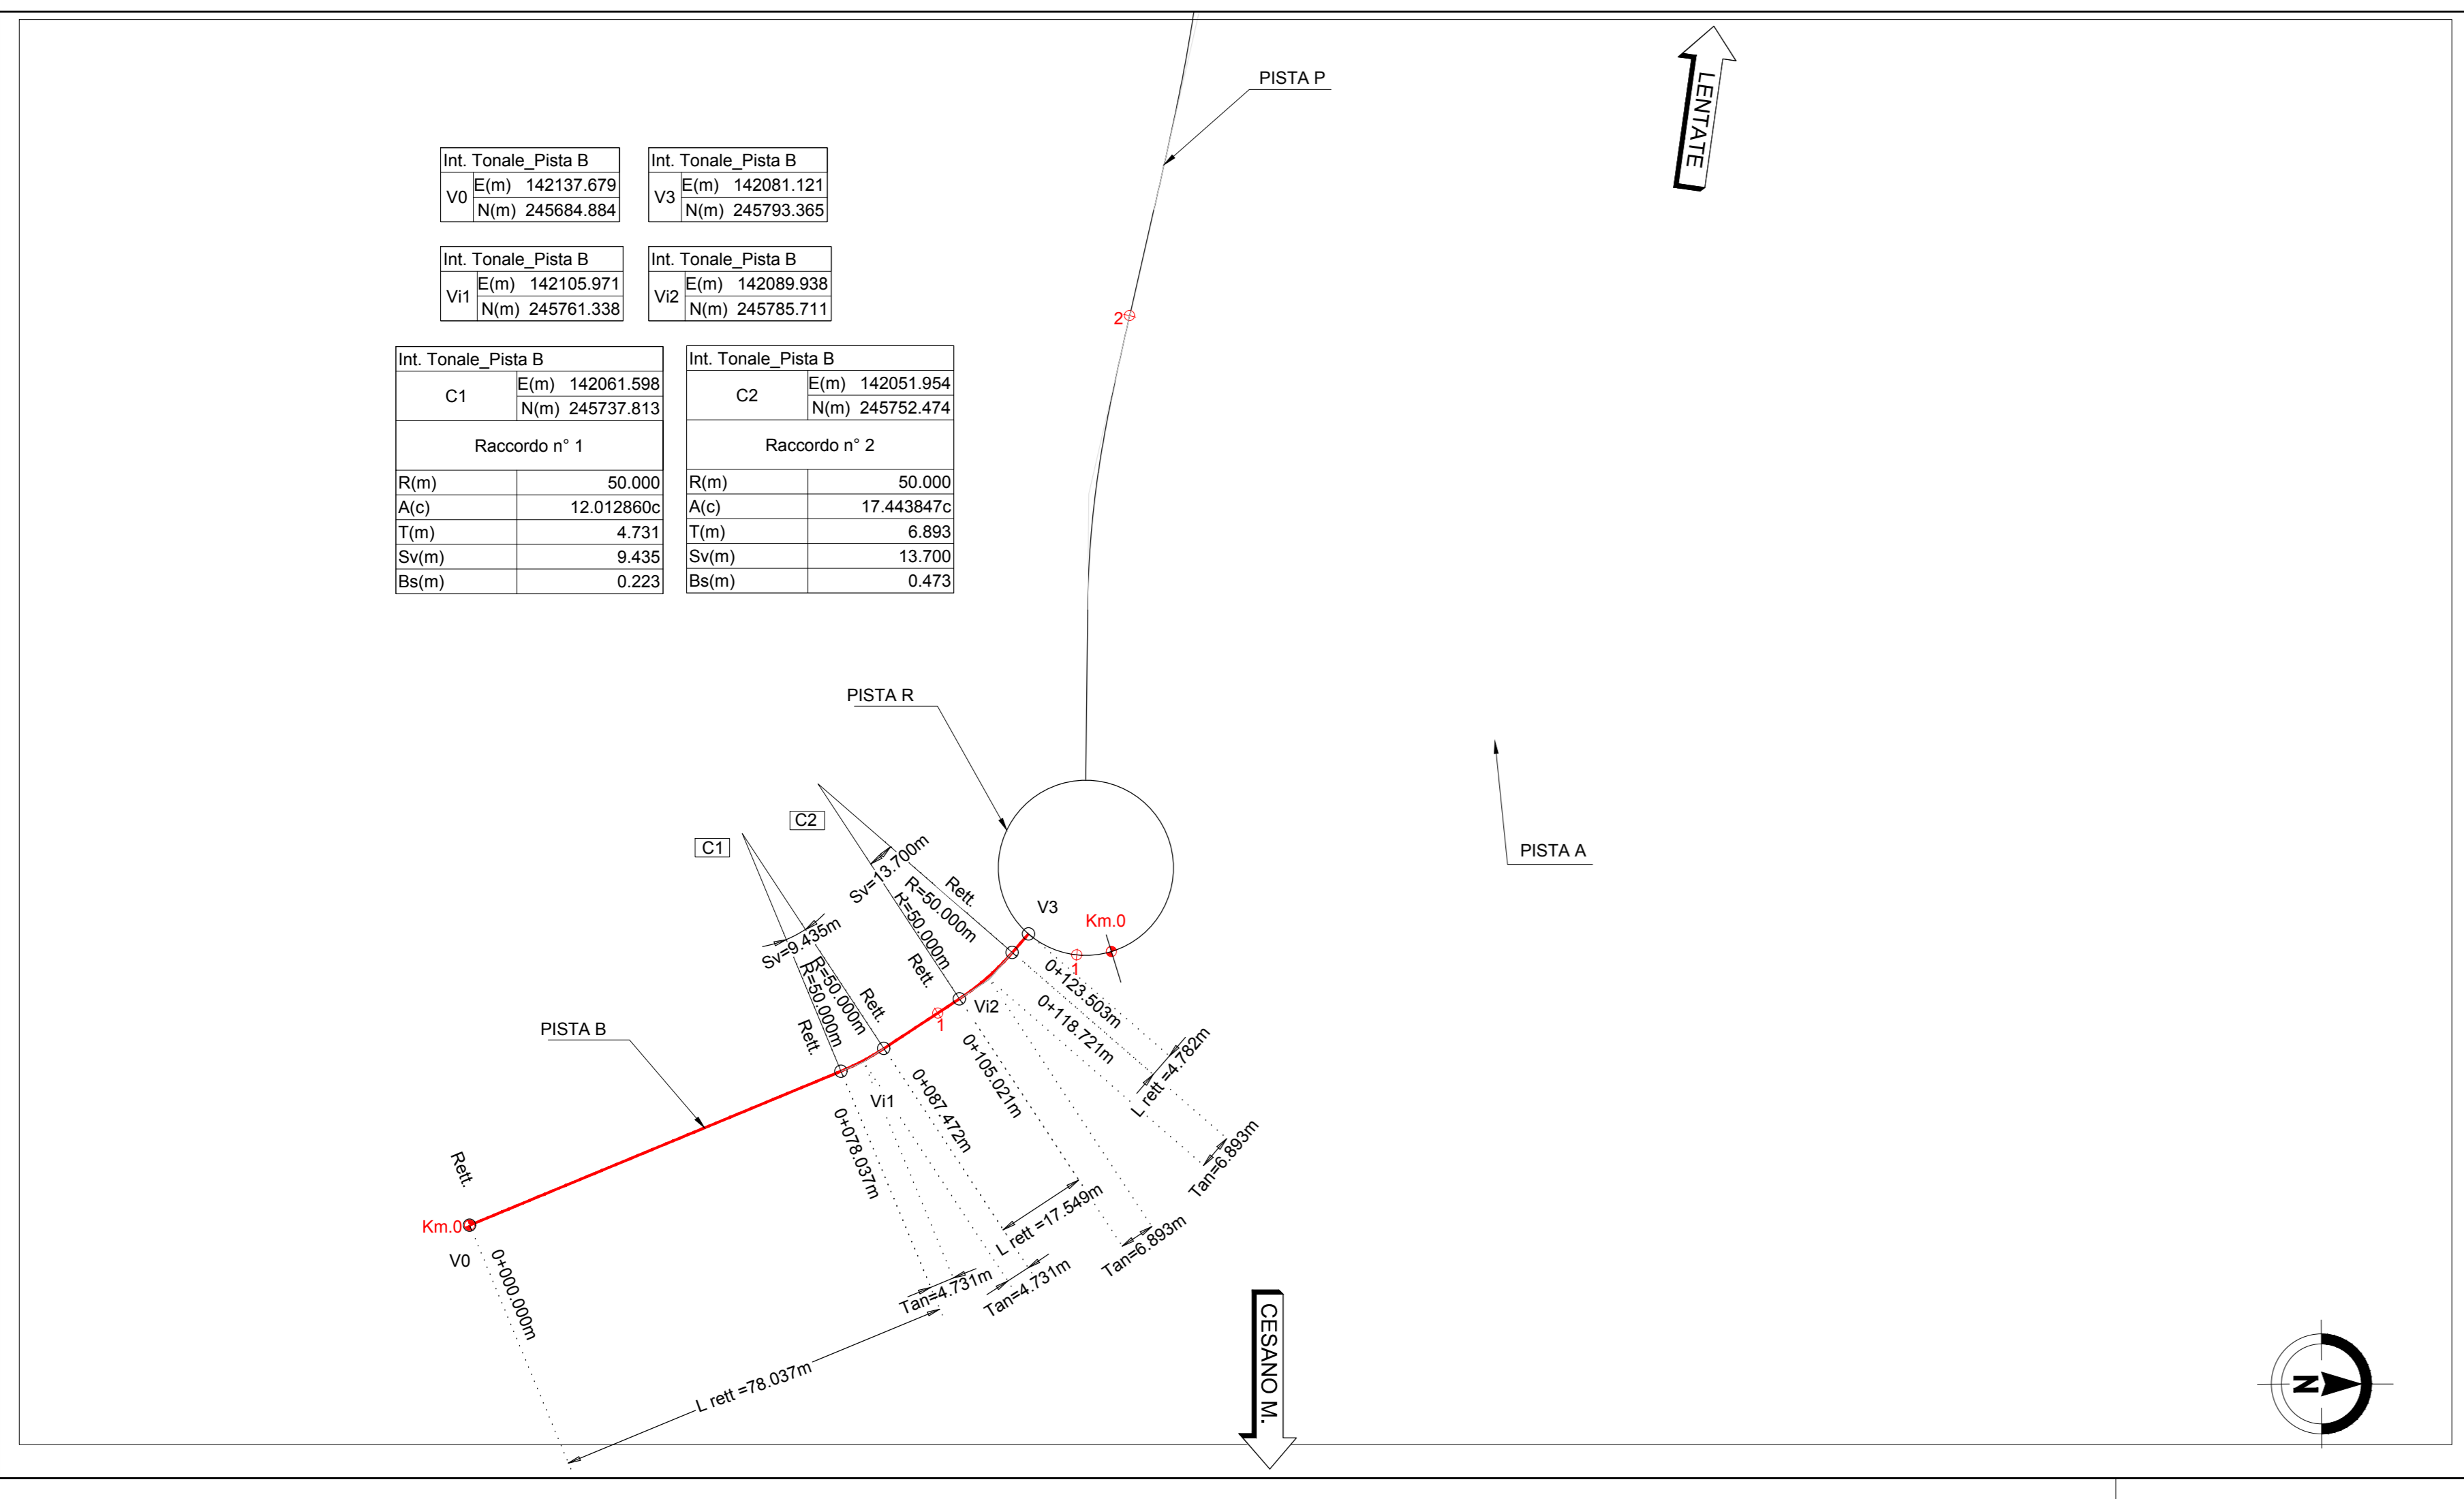 PISTA P
LENTATE
Int. Tonale_Pista B
V0
E(m) 142137.679
N(m) 245684.884
Int. Tonale_Pista B
V3
E(m) 142081.121
N(m) 245793.365
Int. Tonale_Pista B
Vi1
E(m) 142105.971
N(m) 245761.338
Int. Tonale_Pista B
Vi2
E(m) 142089.938
N(m) 245785.711
2
Int. Tonale_Pista B
C1
E(m) 142061.598
N(m) 245737.813
Raccordo n° 1
R(m) 50.000
A(c) 12.012860c
T(m) 4.731
Sv(m) 9.435
Bs(m) 0.223
Int. Tonale_Pista B
C2
E(m) 142051.954
N(m) 245752.474
Raccordo n° 2
R(m) 50.000
A(c) 17.443847c
T(m) 6.893
Sv(m) 13.700
Bs(m) 0.473
PISTA R
C2
C1
PISTA A
Sv=13.700m
R=50.000m
Rett.
R=50.000m
Rett.
V3
Km.0
1
Sv=9.435m
R=50.000m
Rett.
R=50.000m
Rett.
0+123.503m
0+118.721m
Vi2
1
PISTA B
0+105.021m
L rett =4.782m
Vi1
0+087.472m
0+078.037m
Tan=6.893m
Rett.
Km.0
V0
0+000.000m
L rett =17.549m
Tan=6.893m
Tan=4.731m
Tan=4.731m
L rett =78.037m
CESANO M.
N